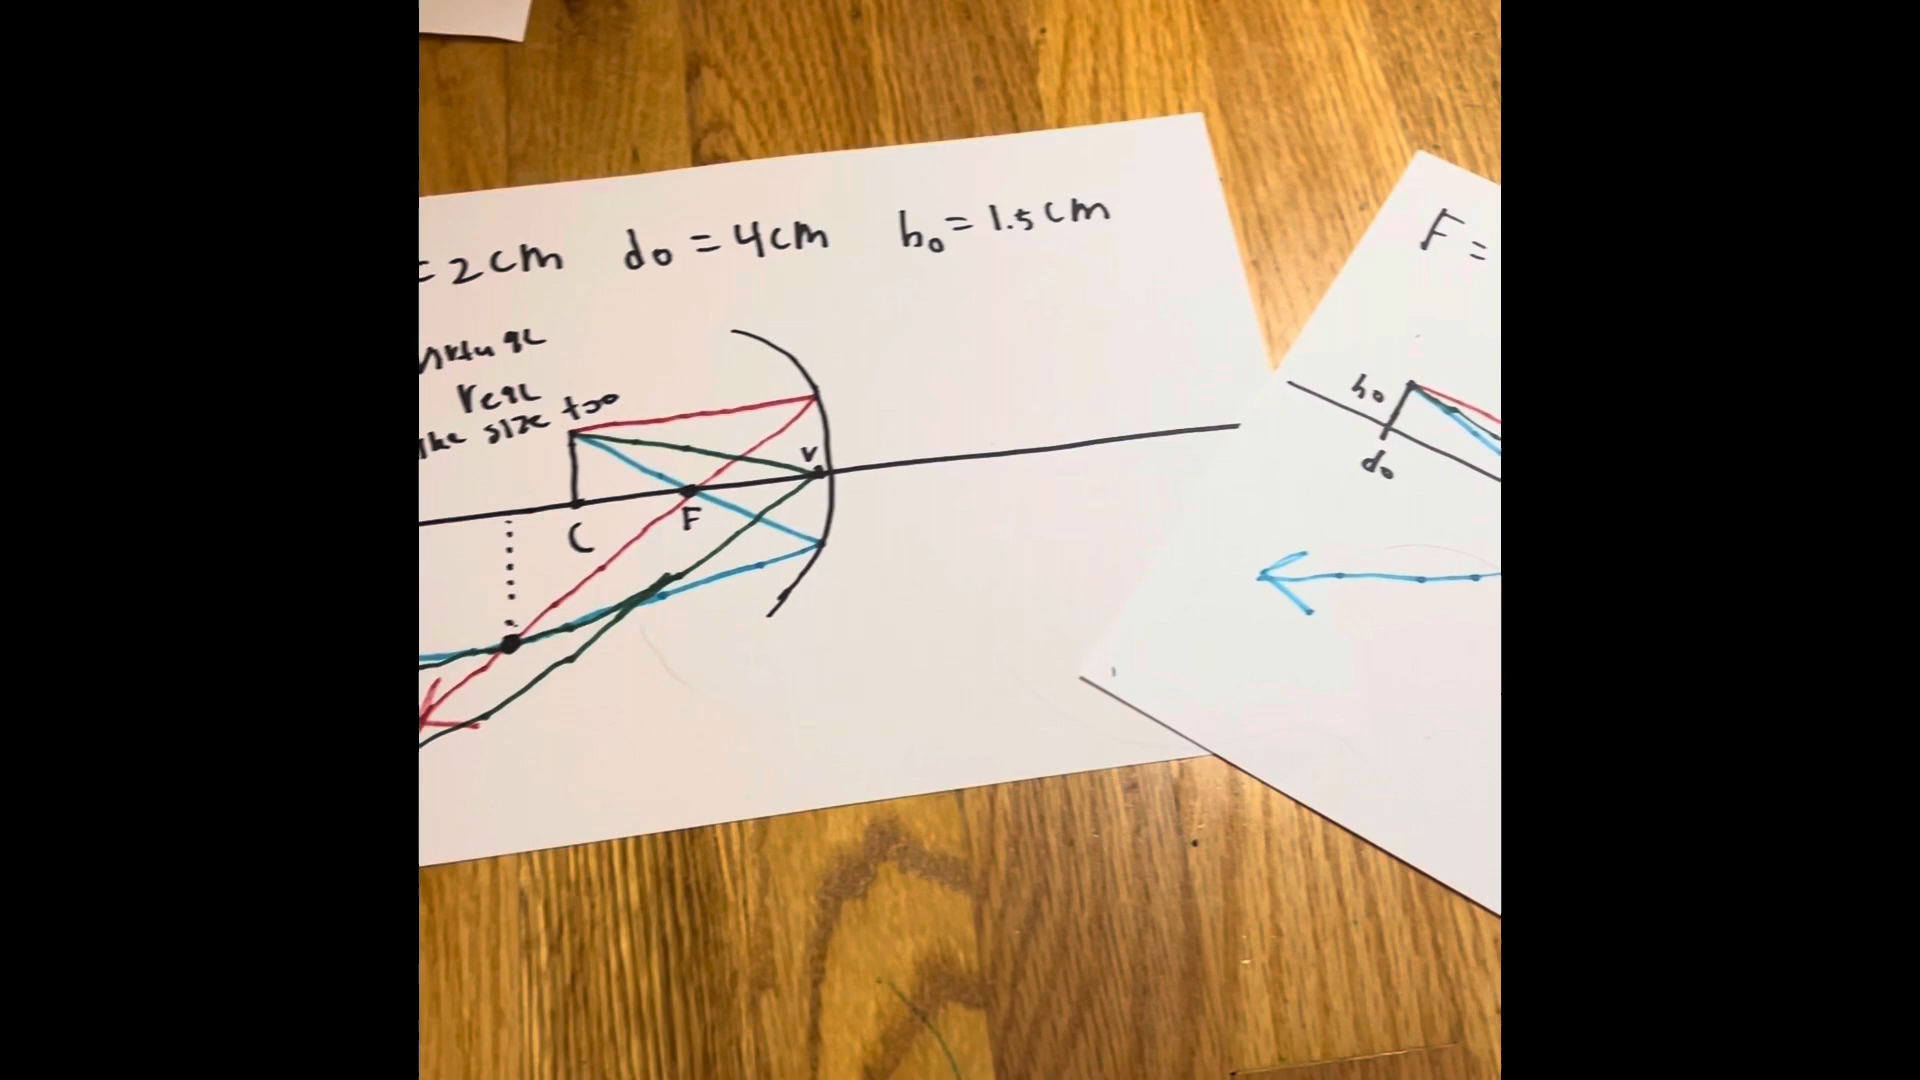 = 2cm do = 4cm ho = 1.5cm
real
size too
V
F
C
F =
ho
do